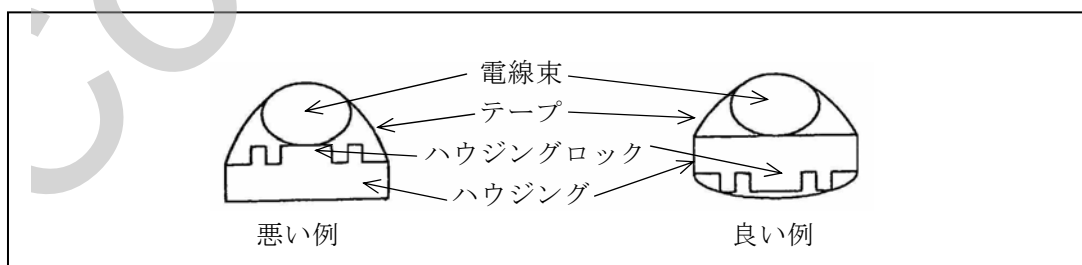 電線束
テープ
ハウジングロック
ハウジング
悪い例
良い例